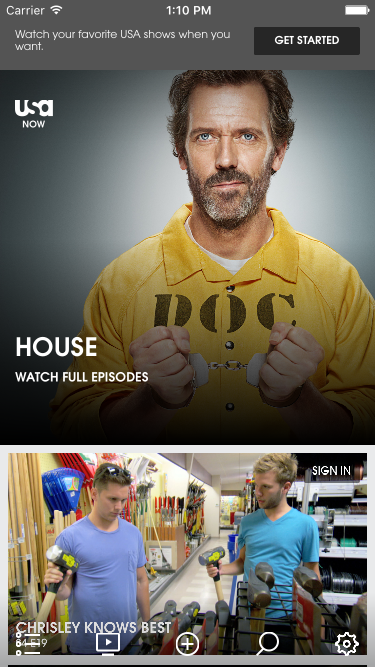 Carrier 1:10 PM
Watch your favorite USA shows when you
want.
GET STARTED
usa
NOW
DOC
HOUSE
WATCH FULL EPISODES
SIGN IN
CHRISLEY KNOWS BEST
S4 E19